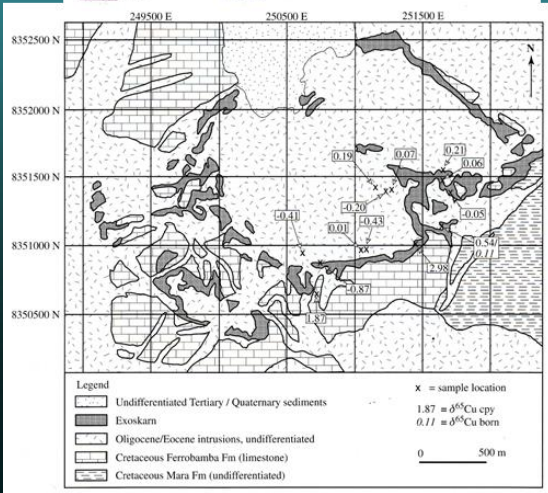 249500 E
250500 E
251500 E
8352500 N
N
8352000 N
0.19
0.07
0.21
0.06
8351500 N
-0.20
-0.05
-0.41
0.01
-0.43
8351000 N
0.54/
0.11
2.98
-0.87
8350500 N
1.87
Legend
Undifferentiated Tertiary / Quaternary sediments
Exoskarn
Oligocene/Eocene intrusions, undifferentiated
Cretaceous Ferrobamba Fm (limestone)
Cretaceous Mara Fm (undifferentiated)
x = sample location
1.87 = δ⁶⁵Cu cpy
0.11 = δ⁶⁵Cu born
0 500 m